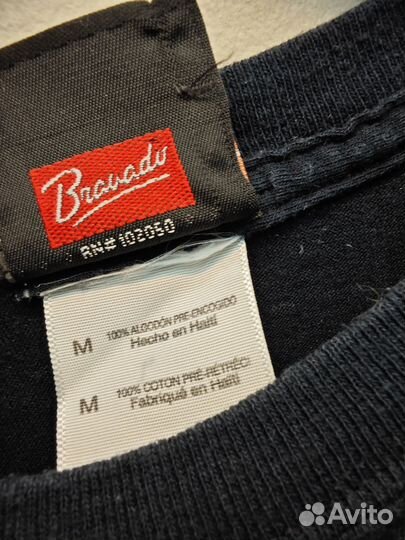 Bravado
RN#102050
M 100% ALGODÓN PRE-ENCOGIDO
Hecho en Haití
M 100% COTON PRÉ-RÉTRÉCI
Fabriqué en Haïti
Avito